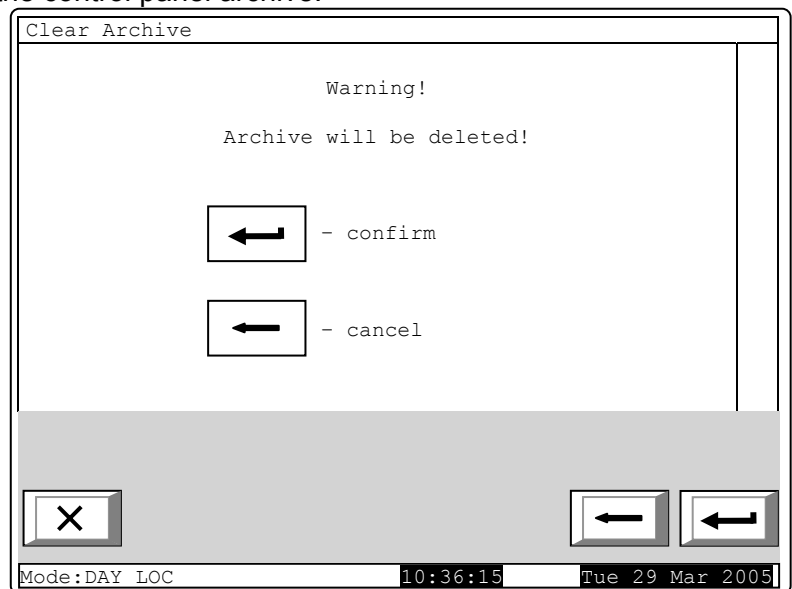 the control panel archive.
Clear Archive
Warning!
Archive will be deleted!
- confirm
- cancel
Mode:DAY LOC 10:36:15 Tue 29 Mar 2005